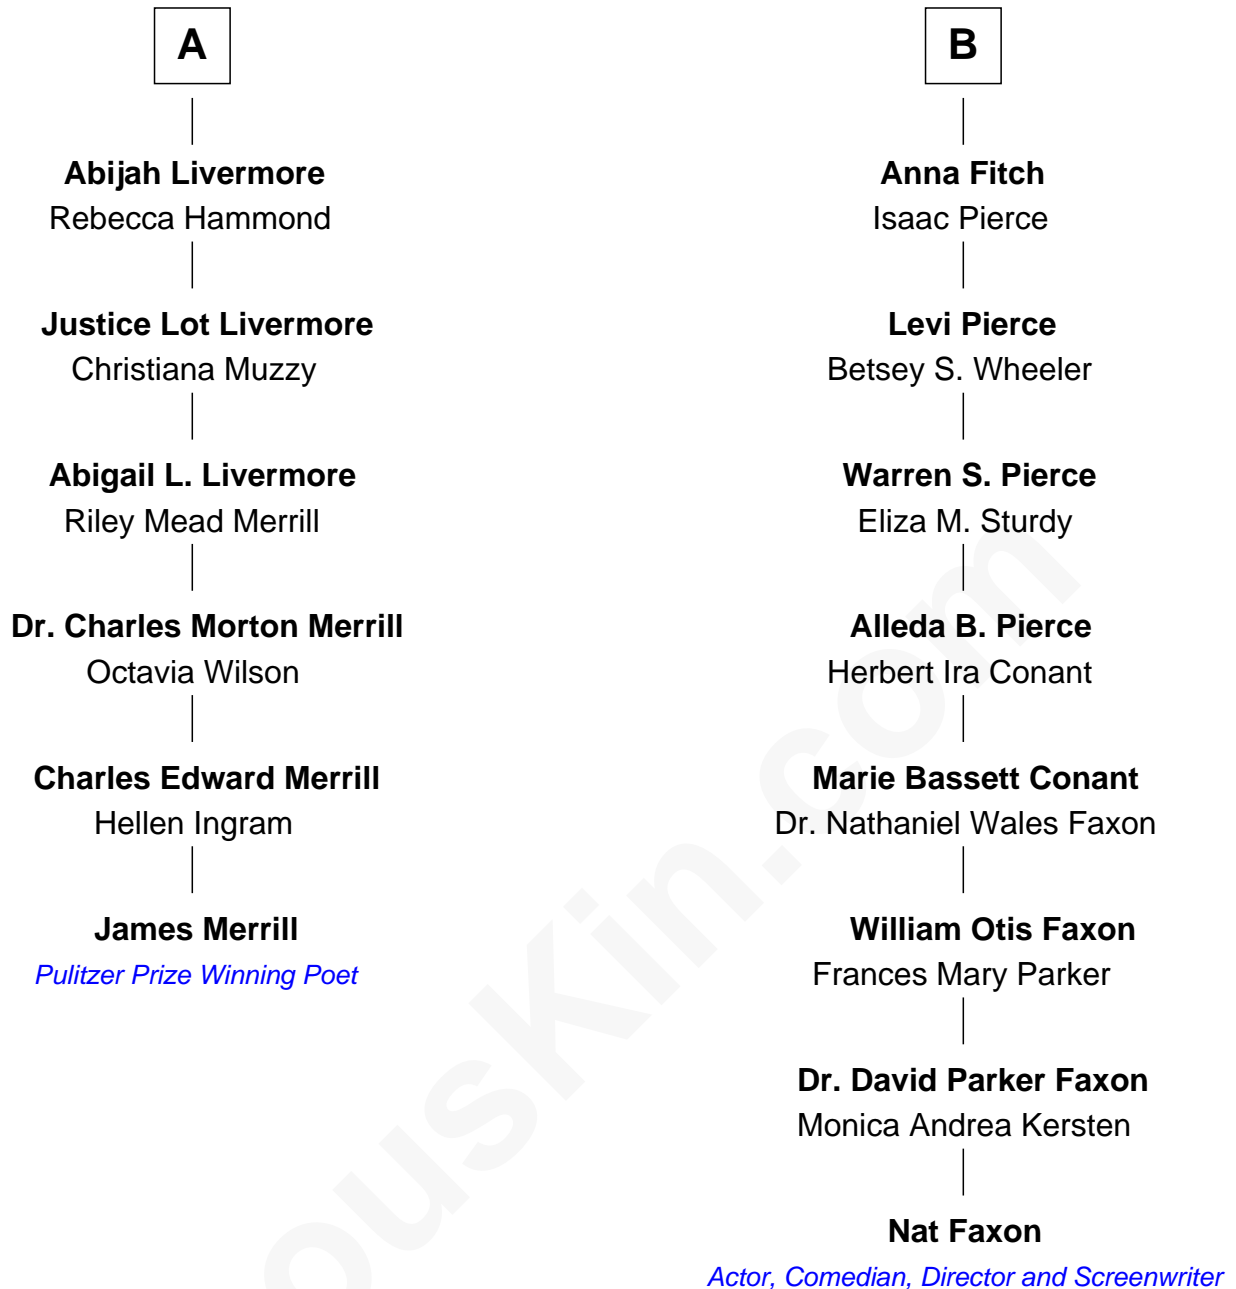 A
Abijah Livermore
Rebecca Hammond
Justice Lot Livermore
Christiana Muzzy
Abigail L. Livermore
Riley Mead Merrill
Dr. Charles Morton Merrill
Octavia Wilson
Charles Edward Merrill
Hellen Ingram
James Merrill
Pulitzer Prize Winning Poet
B
Anna Fitch
Isaac Pierce
Levi Pierce
Betsey S. Wheeler
Warren S. Pierce
Eliza M. Sturdy
Alleda B. Pierce
Herbert Ira Conant
Marie Bassett Conant
Dr. Nathaniel Wales Faxon
William Otis Faxon
Frances Mary Parker
Dr. David Parker Faxon
Monica Andrea Kersten
Nat Faxon
Actor, Comedian, Director and Screenwriter
ousKin.com